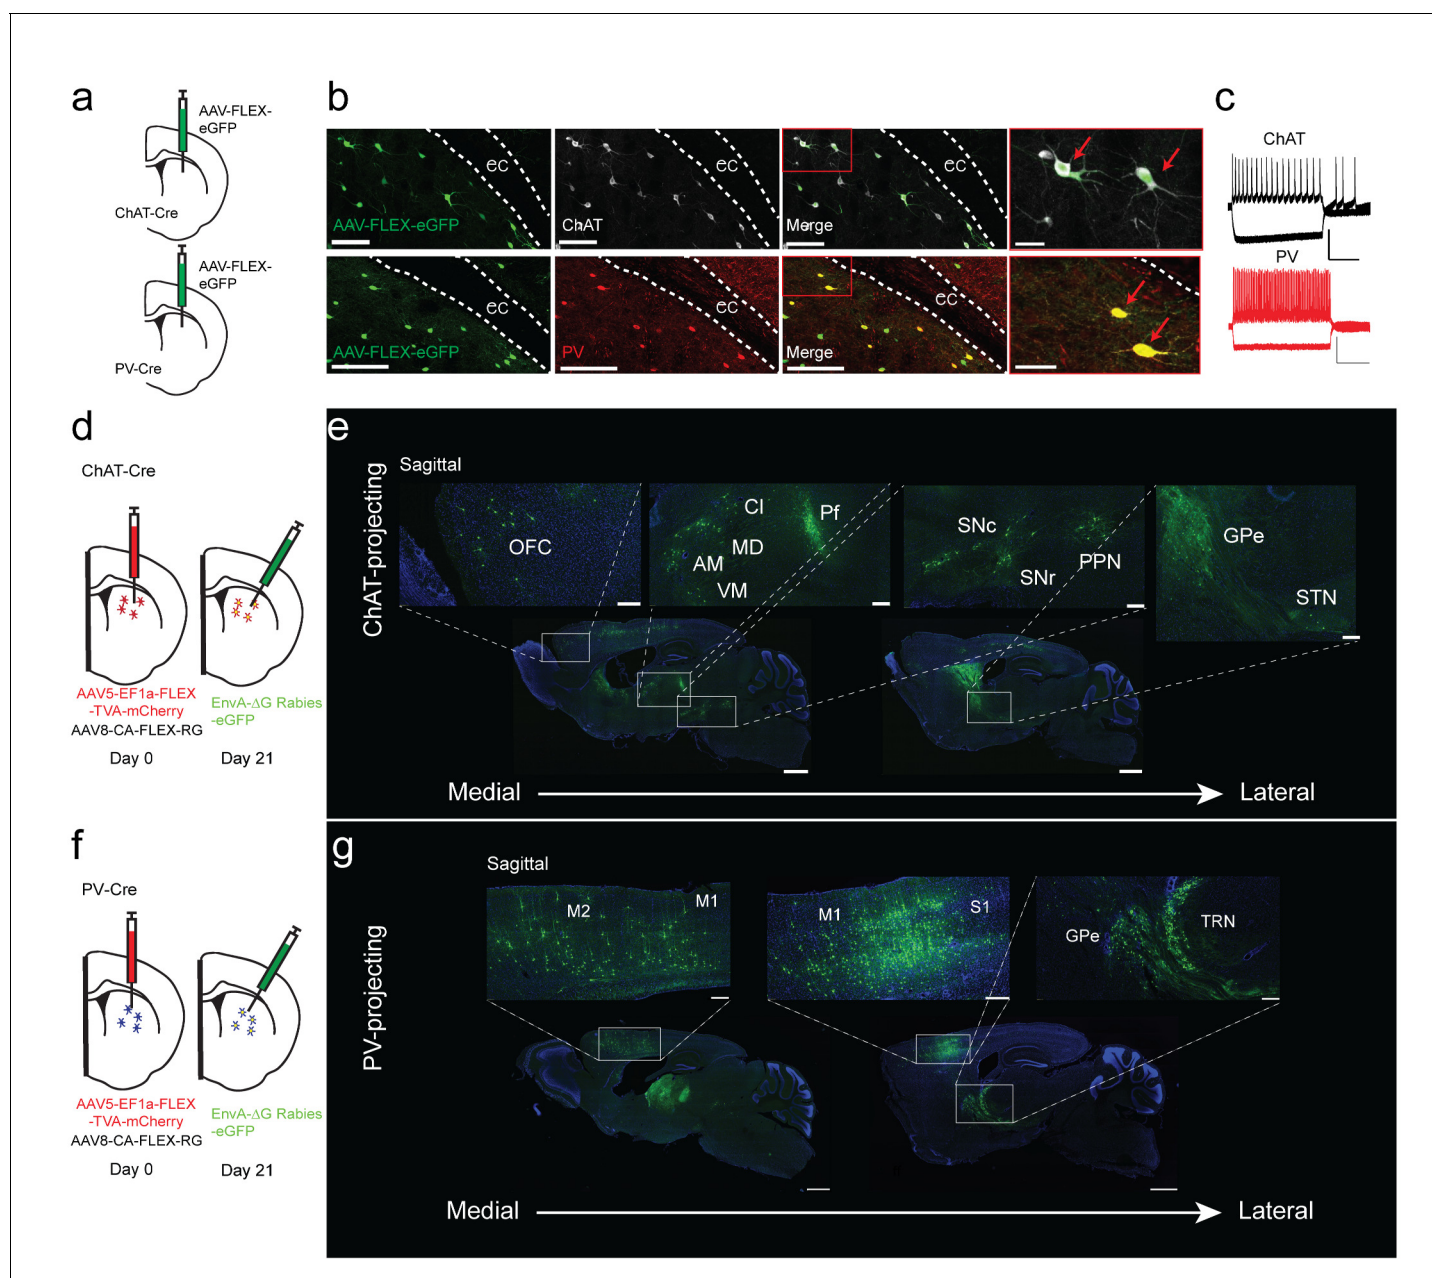 a
AAV-FLEX-
eGFP
ChAT-Cre
AAV-FLEX-
eGFP
PV-Cre
b
ec
AAV-FLEX-eGFP
ec
ChAT
ec
Merge
ec
AAV-FLEX-eGFP
ec
PV
ec
Merge
c
ChAT
PV
d
ChAT-Cre
AAV5-EF1a-FLEX
-TVA-mCherry
AAV8-CA-FLEX-RG
Day 0
EnvA-ΔG Rabies
-eGFP
Day 21
e
ChAT-projecting
Sagittal
OFC
CI
Pf
MD
AM
VM
SNc
SNr
PPN
GPe
STN
Medial
Lateral
f
PV-Cre
AAV5-EF1a-FLEX
-TVA-mCherry
AAV8-CA-FLEX-RG
Day 0
EnvA-ΔG Rabies
-eGFP
Day 21
g
PV-projecting
Sagittal
M2
M1
M1
S1
GPe
TRN
Medial
Lateral